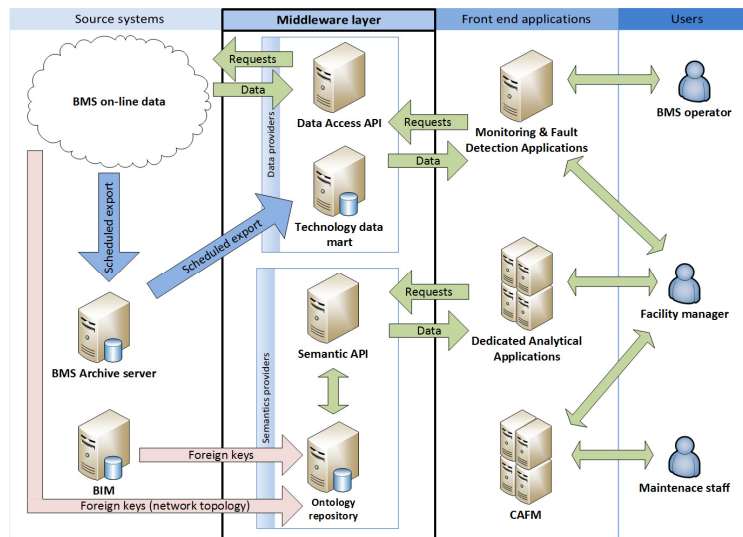 Source systems
Middleware layer
Front end applications
Users
BMS on-line data
Requests
Data
Data Access API
Data providers
Technology data
mart
Requests
Data
Monitoring & Fault
Detection Applications
BMS operator
Scheduled export
Scheduled export
BMS Archive server
Semantics providers
Semantic API
Requests
Data
Dedicated Analytical
Applications
Facility manager
BIM
Foreign keys
Foreign keys (network topology)
Ontology
repository
CAFM
Maintenace staff